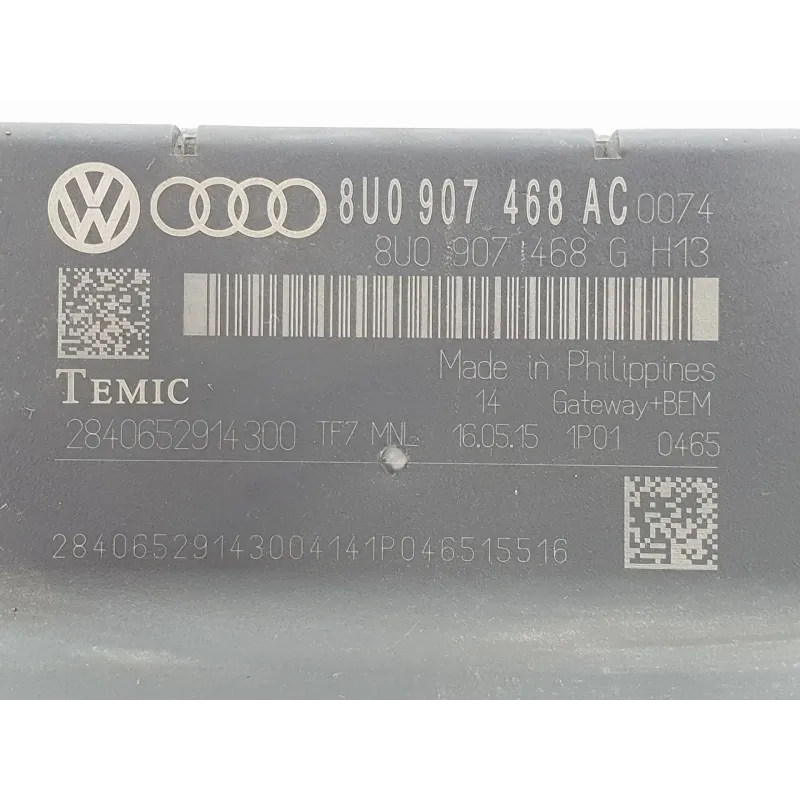 VW 8U0 907 468 AC 0074
8U0 907 468 G H13
Made in Philippines
TEMIC 14 Gateway+BEM
2840652914300 TF7 MNL 16.05.15 1P01 0465
28406529143004141P046515516